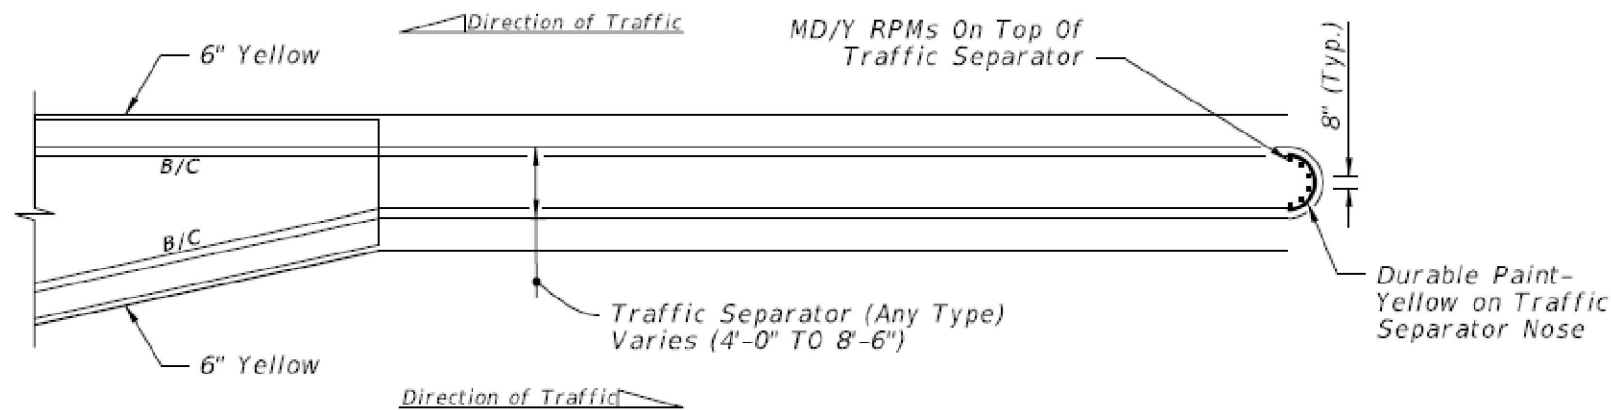 Direction of Traffic
6" Yellow
MD/Y RPMs On Top Of
Traffic Separator
8" (Typ.)
B/C
B/C
Durable Paint-
Yellow on Traffic
Separator Nose
Traffic Separator (Any Type)
Varies (4'-0" TO 8'-6")
6" Yellow
Direction of Traffic